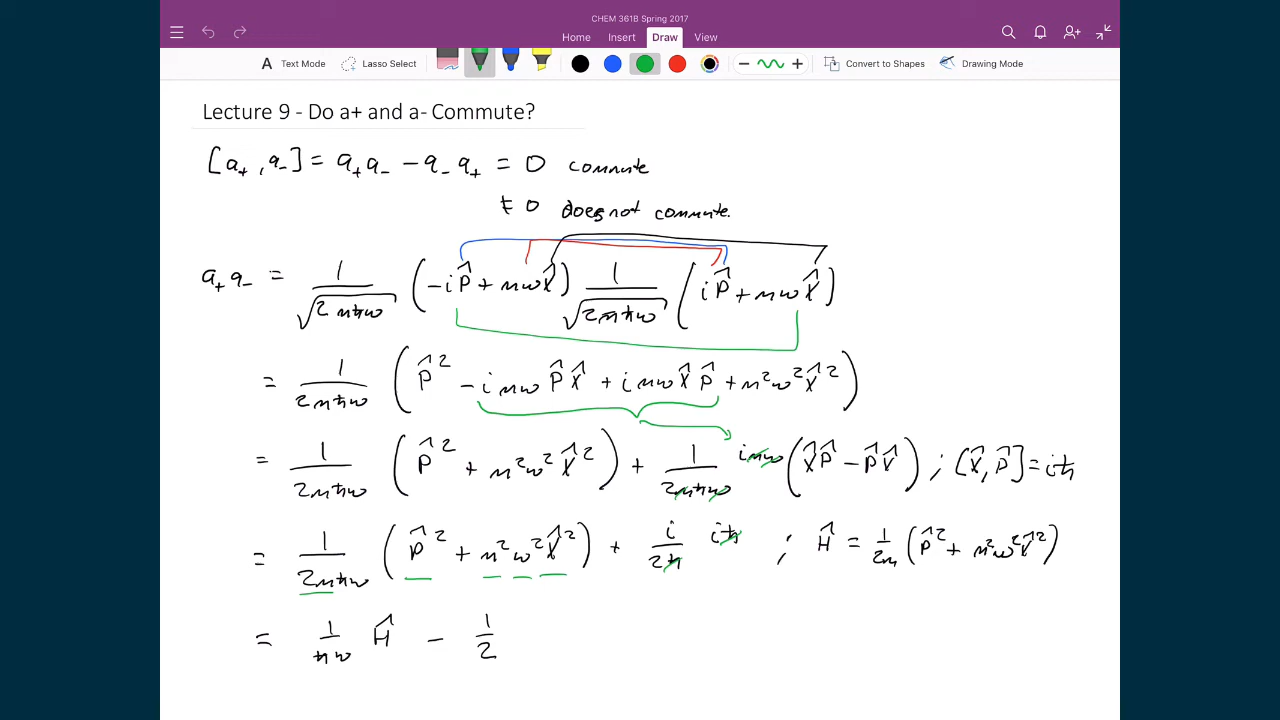 CHEM 361B Spring 2017
Home Insert Draw View
Text Mode Lasso Select Convert to Shapes Drawing Mode
Lecture 9 - Do a+ and a- Commute?
[a₊ , a₋] = a₊a₋ − a₋a₊ = 0 commute
≠ 0 does not commute.
a₊a₋ = 1/√(2mħω) (−iP̂ + mωX̂) 1/√(2mħω) (iP̂ + mωX̂)
= 1/(2mħω) (P̂² − imωP̂X̂ + imωX̂P̂ + m²ω²X̂²)
= 1/(2mħω) (P̂² + m²ω²X̂²) + 1/(2mħω) imω (X̂P̂ − P̂X̂) ; [X̂, P̂] = iħ
= 1/(2mħω) (P̂² + m²ω²X̂²) + i/(2ħ) iħ ; Ĥ = 1/(2m) (P̂² + m²ω²X̂²)
= 1/(ħω) Ĥ − 1/2